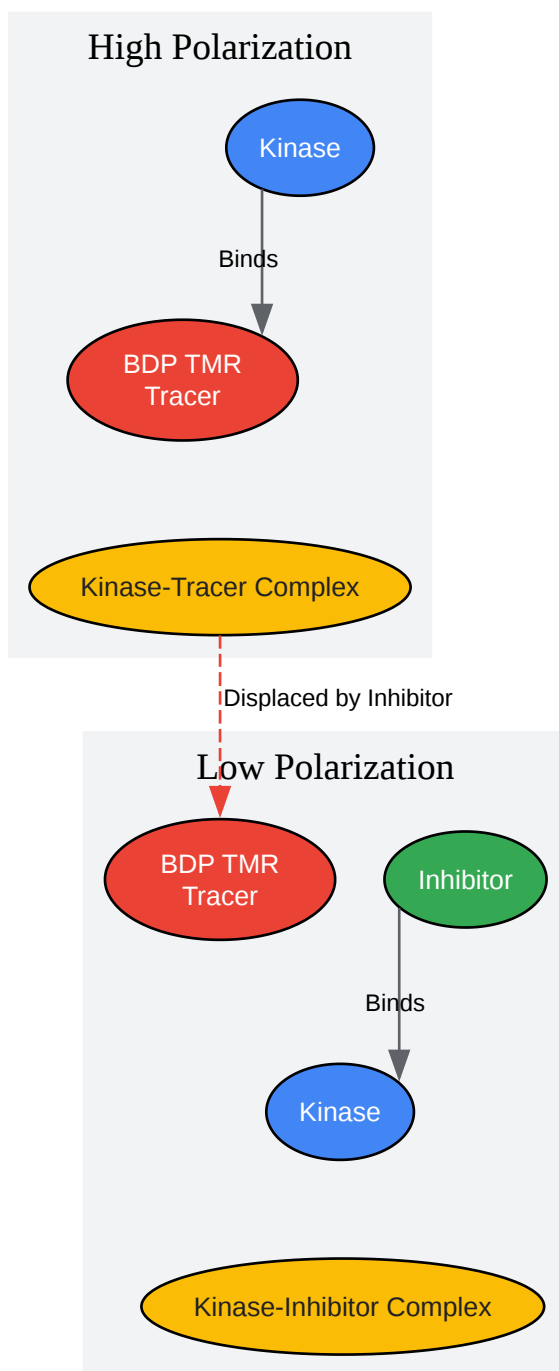 High Polarization
Kinase
Binds
BDP TMR
Tracer
Kinase-Tracer Complex
Displaced by Inhibitor
Low Polarization
BDP TMR
Tracer
Inhibitor
Binds
Kinase
Kinase-Inhibitor Complex